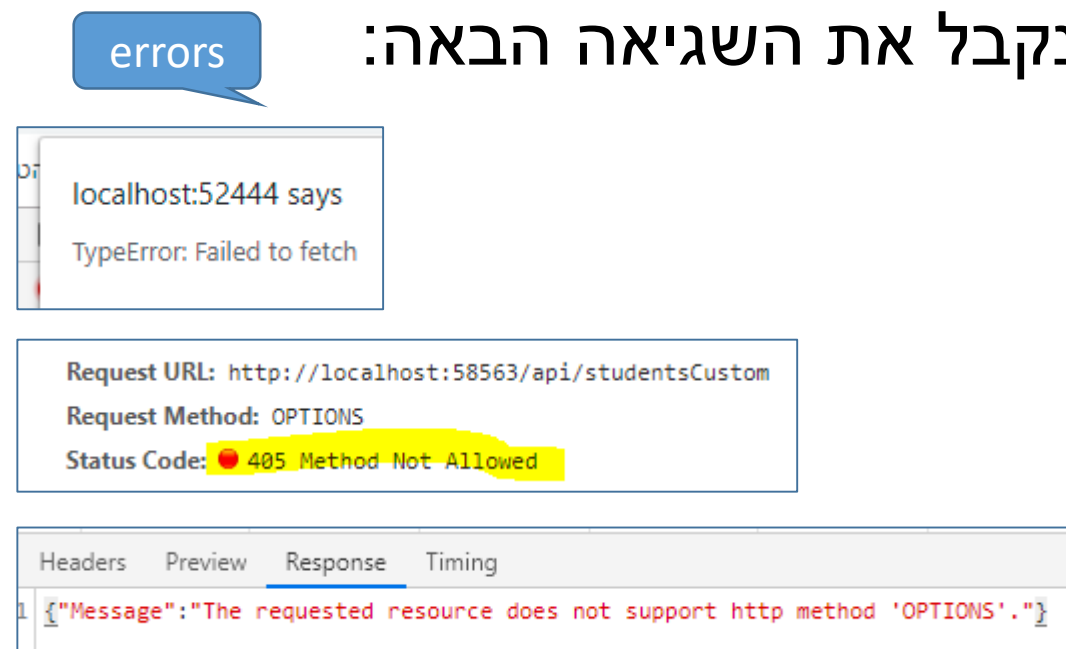 נקבל את השגיאה הבאה:
errors
localhost:52444 says
TypeError: Failed to fetch
Request URL: http://localhost:58563/api/studentsCustom
Request Method: OPTIONS
Status Code: 405 Method Not Allowed
Headers Preview Response Timing
1 {"Message":"The requested resource does not support http method 'OPTIONS'."}